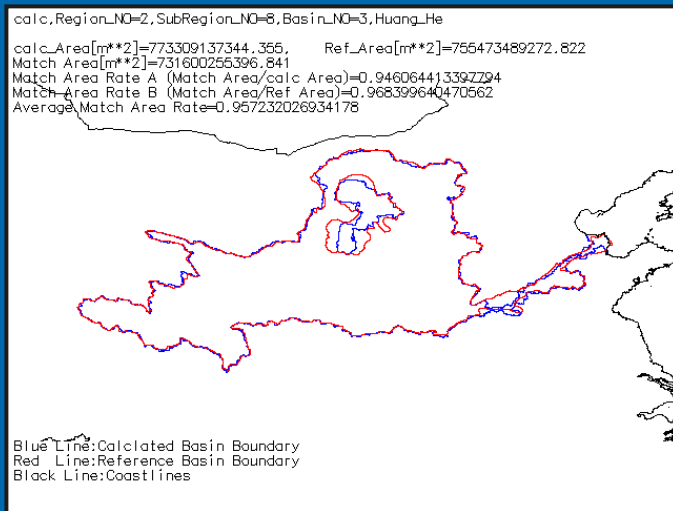 calc,Region_NO=2,SubRegion_NO=8,Basin_NO=3,Huang_He
calc_Area[m**2]=773309137344.355, Ref_Area[m**2]=755473489272.822
Match Area[m**2]=731600255396.841
Match Area Rate A (Match Area/calc Area)=0.946064413397794
Match Area Rate B (Match Area/Ref Area)=0.968399640470562
Average Match Area Rate=0.957232026934178
Blue Line:Calclated Basin Boundary
Red Line:Reference Basin Boundary
Black Line:Coastlines